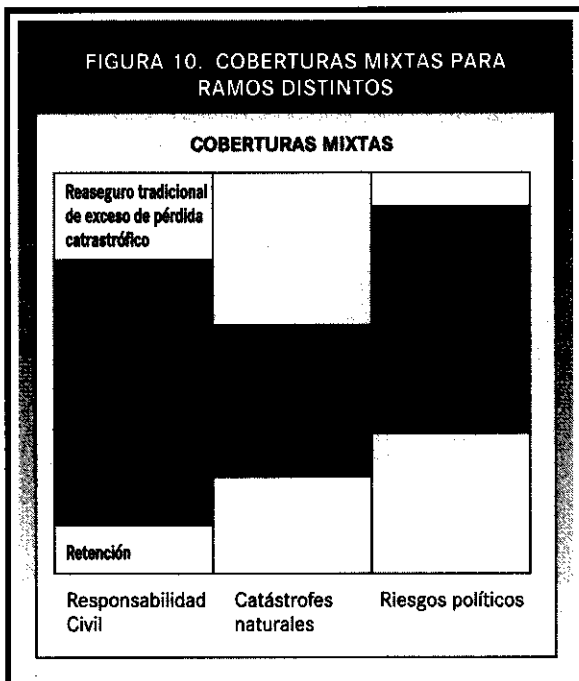 FIGURA 10. COBERTURAS MIXTAS PARA
RAMOS DISTINTOS
COBERTURAS MIXTAS
Reaseguro tradicional
de exceso de pérdida
catrastrófico
Retención
Responsabilidad
Civil
Catástrofes
naturales
Riesgos políticos